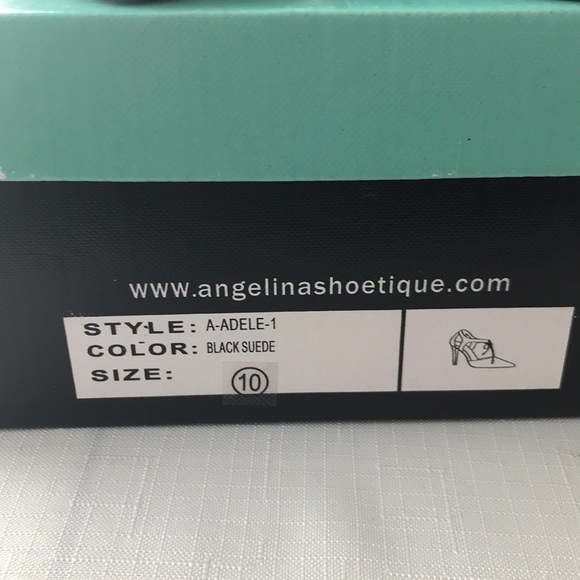 www.angelinashoetique.com
STYLE: A-ADELE-1
COLOR: BLACK SUEDE
SIZE: 10